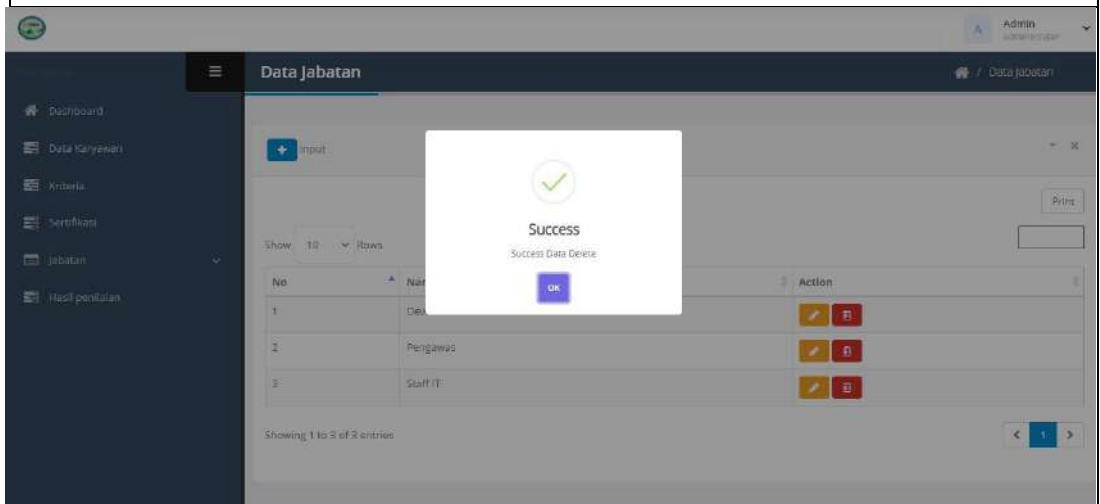 A Admin
Data Jabatan
/ Data Jabatan
Dashboard
Data Karyawan
Kriteria
Sertifikasi
Jabatan
Hasil penilaian
Input
Print
Show 10 Rows
Success
Success Data Delete
OK
No Nar Action
1
2 Pengawas
3 Staff IT
Showing 1 to 3 of 3 entries
< 1 >